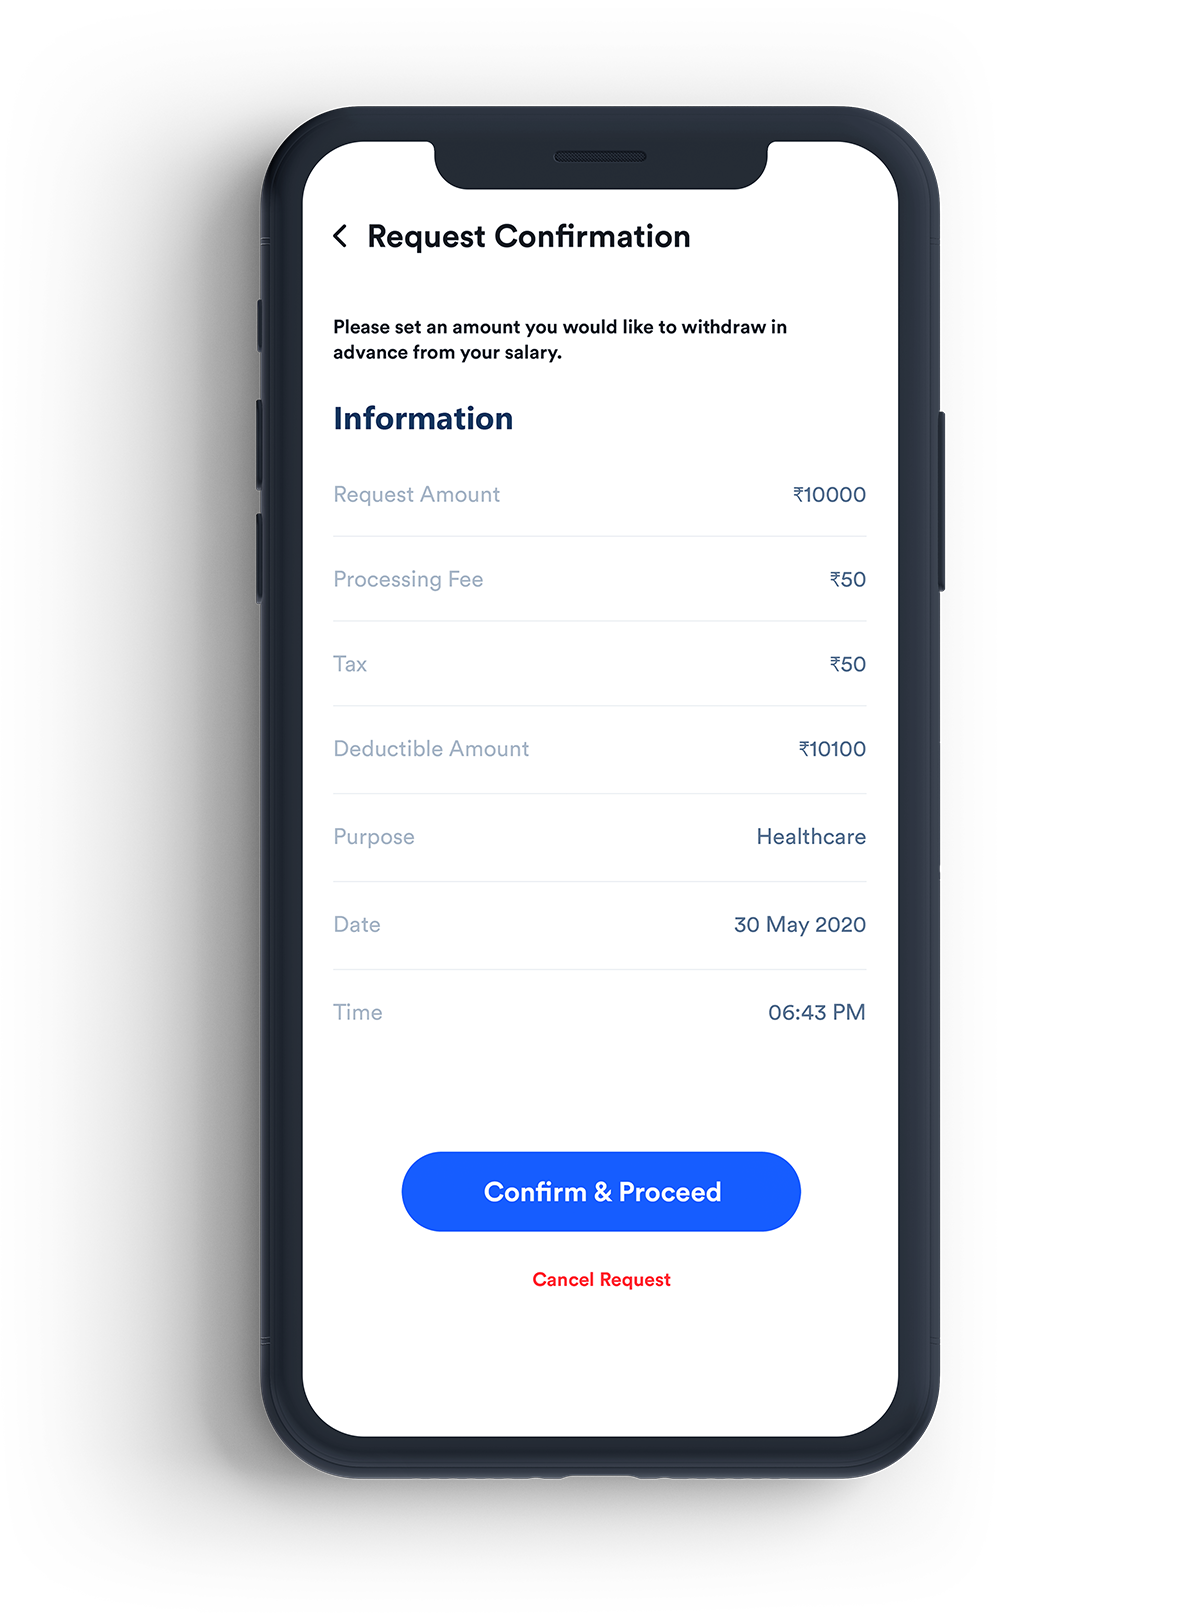 Request Confirmation
Please set an amount you would like to withdraw in
advance from your salary.
Information
Request Amount ₹10000
Processing Fee ₹50
Tax ₹50
Deductible Amount ₹10100
Purpose Healthcare
Date 30 May 2020
Time 06:43 PM
Confirm & Proceed
Cancel Request